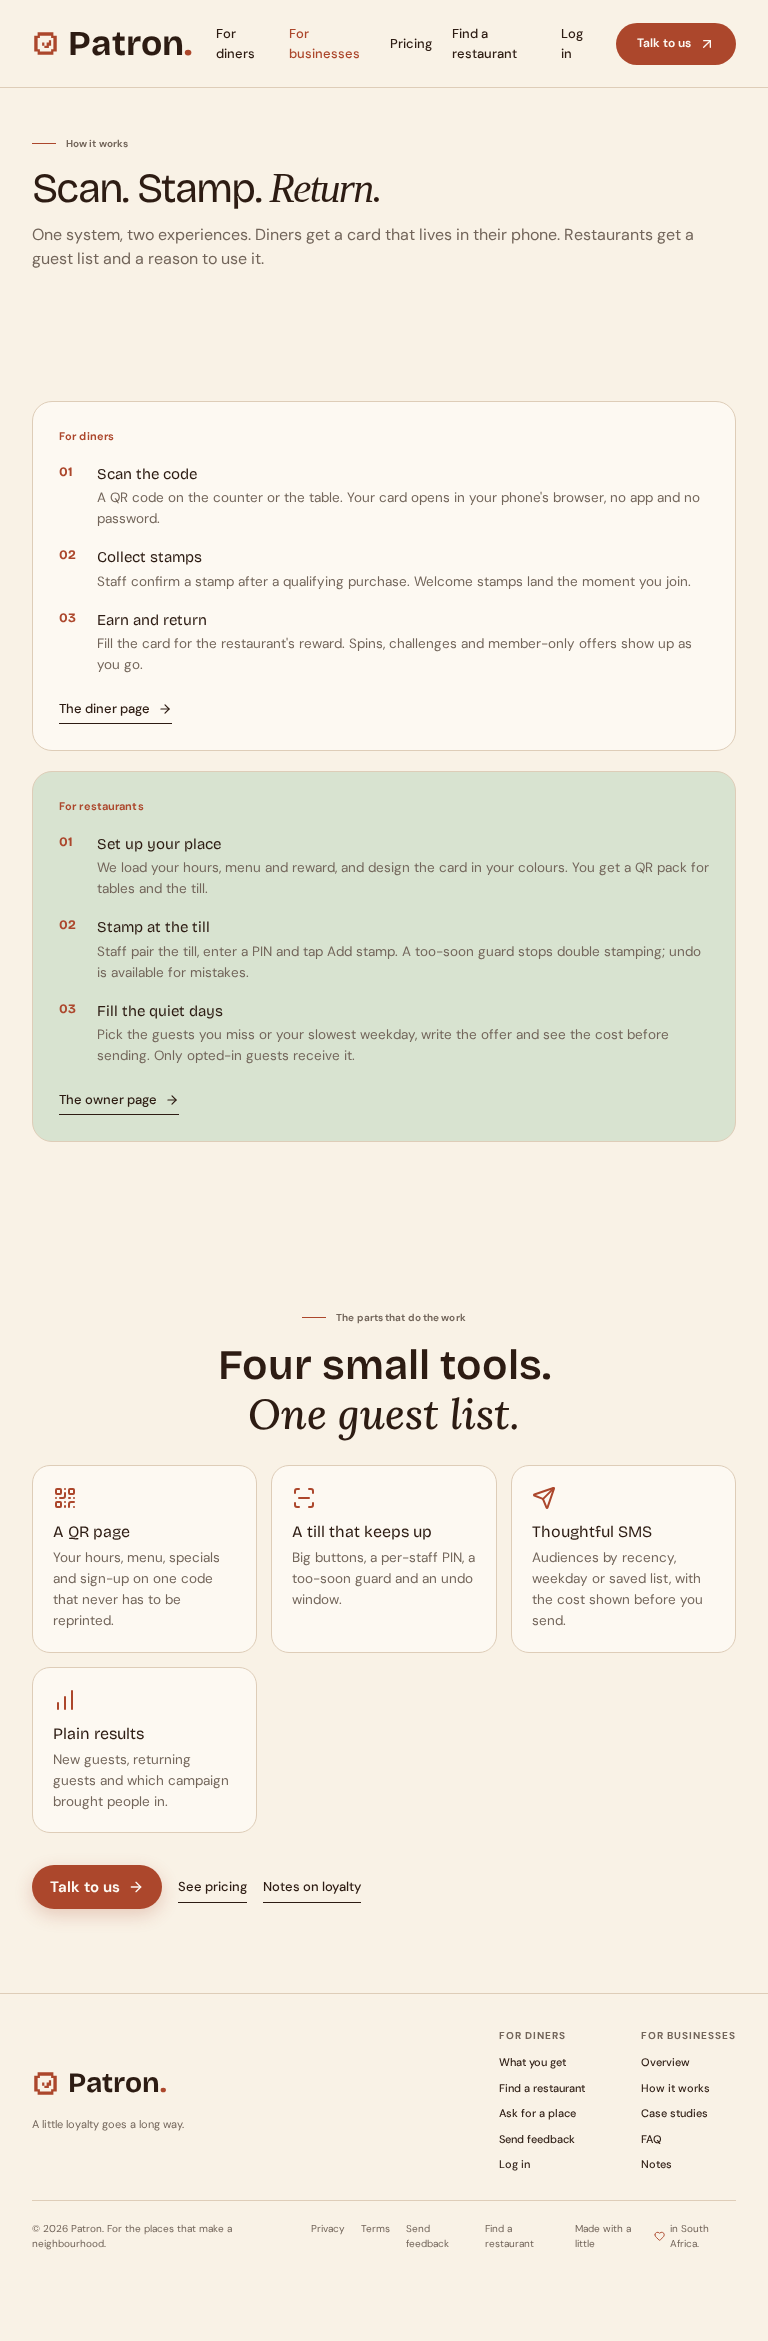 Patron.
For diners
For businesses
Pricing
Find a restaurant
Log in
Talk to us
How it works
Scan. Stamp. Return.
One system, two experiences. Diners get a card that lives in their phone. Restaurants get a
guest list and a reason to use it.
For diners
01 Scan the code
A QR code on the counter or the table. Your card opens in your phone's browser, no app and no
password.
02 Collect stamps
Staff confirm a stamp after a qualifying purchase. Welcome stamps land the moment you join.
03 Earn and return
Fill the card for the restaurant's reward. Spins, challenges and member-only offers show up as
you go.
The diner page
For restaurants
01 Set up your place
We load your hours, menu and reward, and design the card in your colours. You get a QR pack for
tables and the till.
02 Stamp at the till
Staff pair the till, enter a PIN and tap Add stamp. A too-soon guard stops double stamping; undo
is available for mistakes.
03 Fill the quiet days
Pick the guests you miss or your slowest weekday, write the offer and see the cost before
sending. Only opted-in guests receive it.
The owner page
The parts that do the work
Four small tools.
One guest list.
A QR page
Your hours, menu, specials
and sign-up on one code
that never has to be
reprinted.
A till that keeps up
Big buttons, a per-staff PIN, a
too-soon guard and an undo
window.
Thoughtful SMS
Audiences by recency,
weekday or saved list, with
the cost shown before you
send.
Plain results
New guests, returning
guests and which campaign
brought people in.
Talk to us
See pricing
Notes on loyalty
Patron.
A little loyalty goes a long way.
FOR DINERS
What you get
Find a restaurant
Ask for a place
Send feedback
Log in
FOR BUSINESSES
Overview
How it works
Case studies
FAQ
Notes
© 2026 Patron. For the places that make a
neighbourhood.
Privacy
Terms
Send
feedback
Find a
restaurant
Made with a
little
in South
Africa.